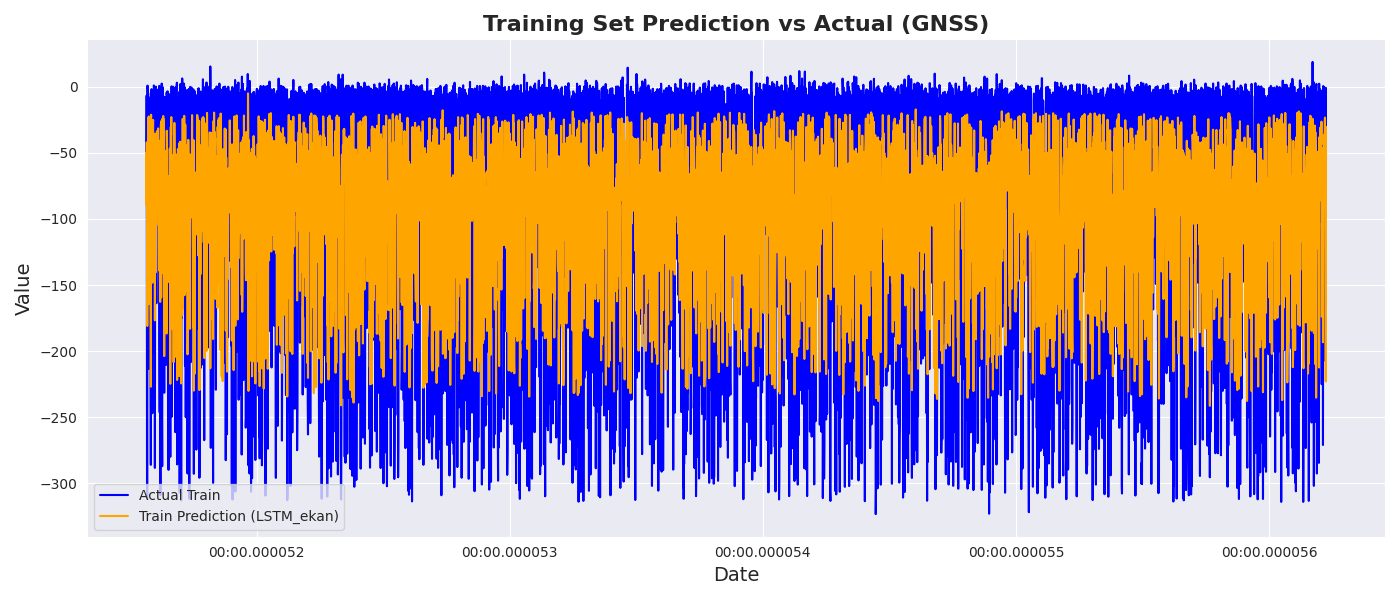 Training Set Prediction vs Actual (GNSS)
Value
0
−50
−100
−150
−200
−250
−300
Actual Train
Train Prediction (LSTM_ekan)
00:00.000052 00:00.000053 00:00.000054 00:00.000055 00:00.000056
Date